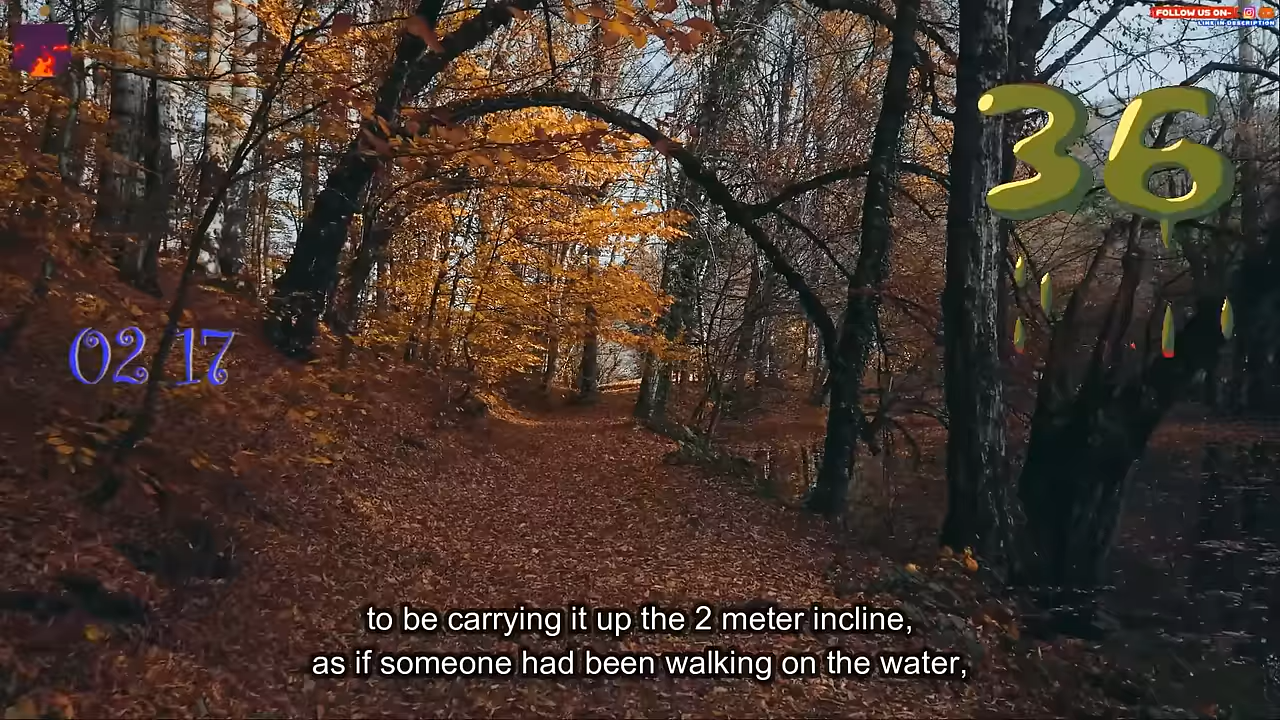 FOLLOW US ON-
LINK IN DESCRIPTION
36
02 17
to be carrying it up the 2 meter incline,
as if someone had been walking on the water,